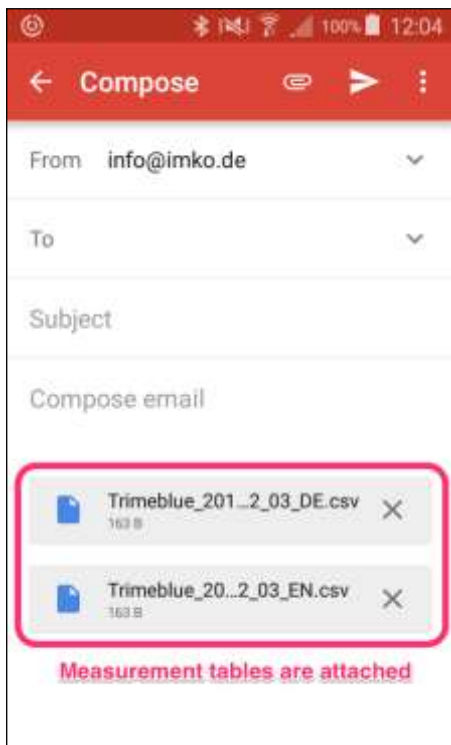 100% 12:04
Compose
From info@imko.de
To
Subject
Compose email
Trimeblue_201...2_03_DE.csv
163 B
Trimeblue_20...2_03_EN.csv
163 B
Measurement tables are attached